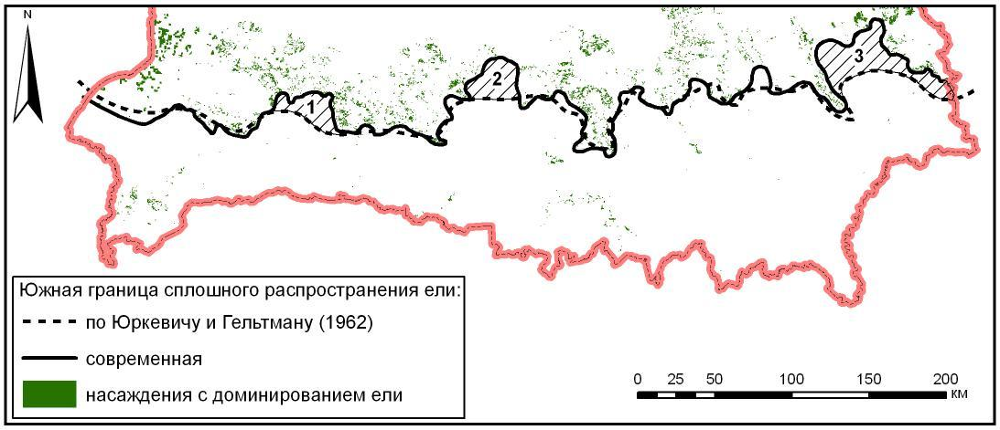 N
1
2
3
Южная граница сплошного распространения ели:
по Юркевичу и Гельтману (1962)
современная
насаждения с доминированием ели
0 25 50 100 150 200
км